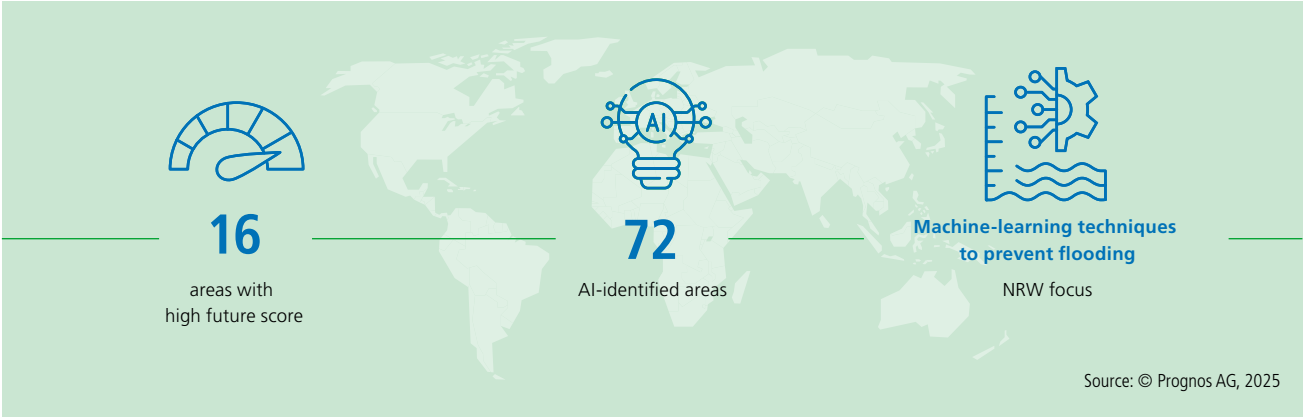 16
areas with
high future score
AI
72
AI-identified areas
Machine-learning techniques
to prevent flooding
NRW focus
Source: © Prognos AG, 2025